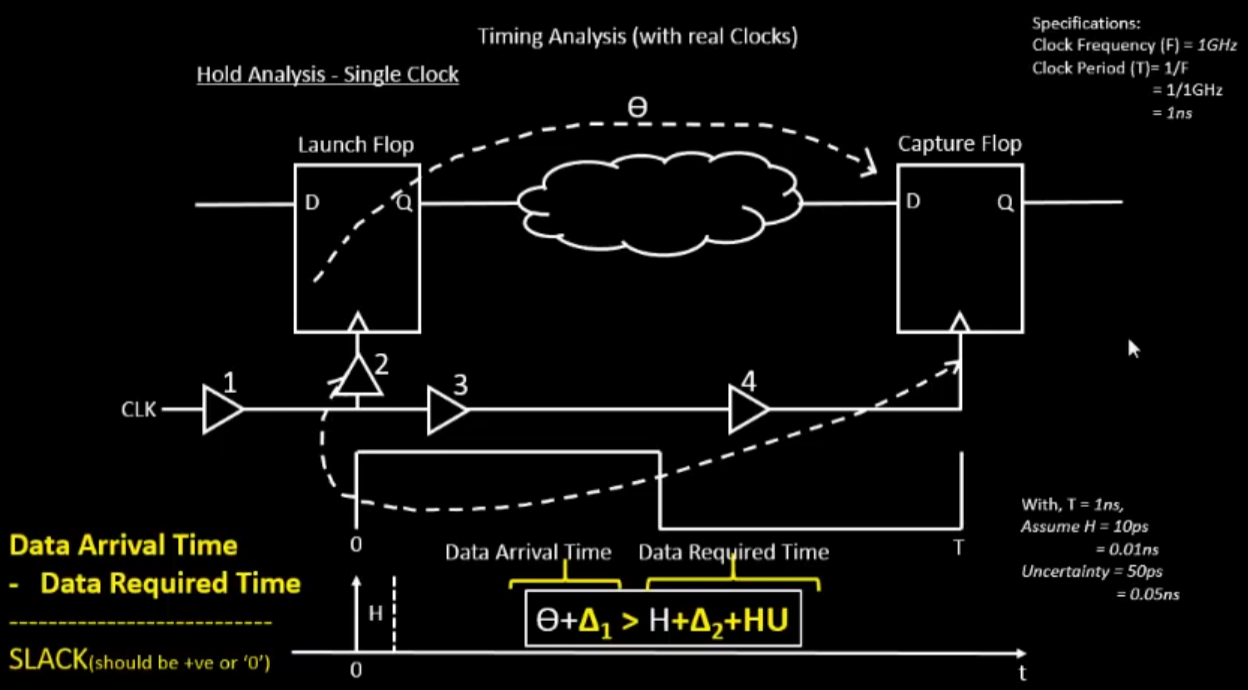 Timing Analysis (with real Clocks)
Specifications:
Clock Frequency (F) = 1GHz
Clock Period (T)= 1/F
= 1/1GHz
= 1ns
Hold Analysis - Single Clock
Ɵ
Launch Flop
Capture Flop
D Q
D Q
1
2
3
4
CLK
0
T
Data Arrival Time
- Data Required Time
---------------------------
SLACK(should be +ve or ‘0’)
Data Arrival Time Data Required Time
Ɵ+Δ₁ > H+Δ₂+HU
H
0
t
With, T = 1ns,
Assume H = 10ps
= 0.01ns
Uncertainty = 50ps
= 0.05ns